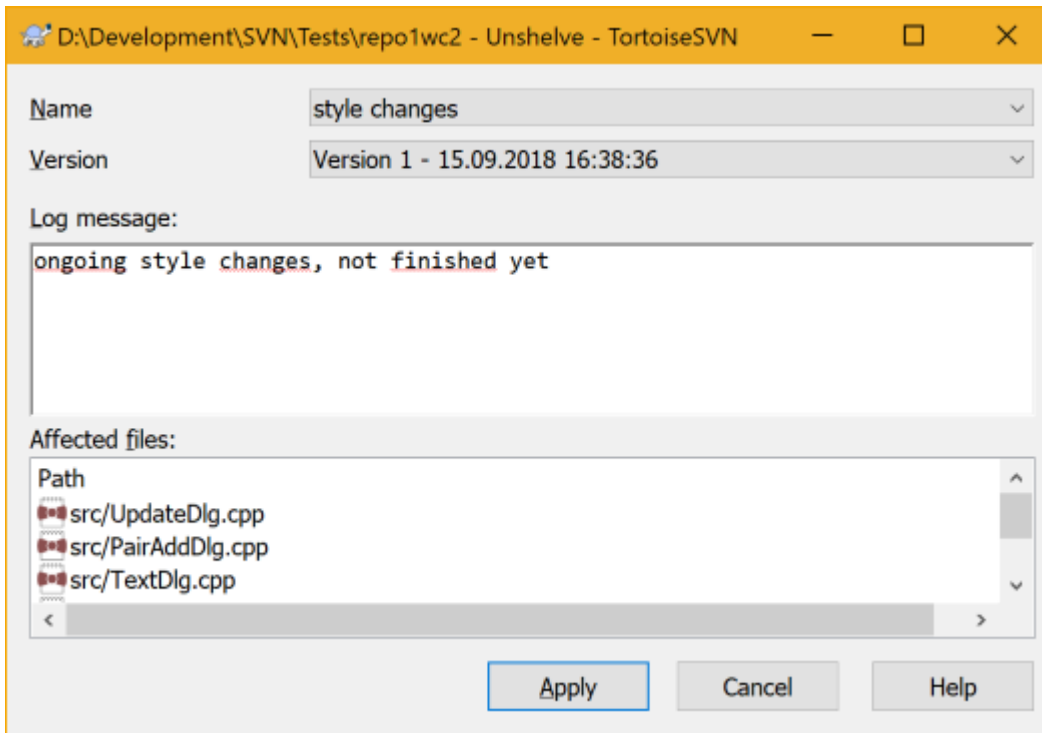 D:\Development\SVN\Tests\repo1wc2 - Unshelve - TortoiseSVN
Name
style changes
Version
Version 1 - 15.09.2018 16:38:36
Log message:
ongoing style changes, not finished yet
Affected files:
Path
src/UpdateDlg.cpp
src/PairAddDlg.cpp
src/TextDlg.cpp
Apply
Cancel
Help